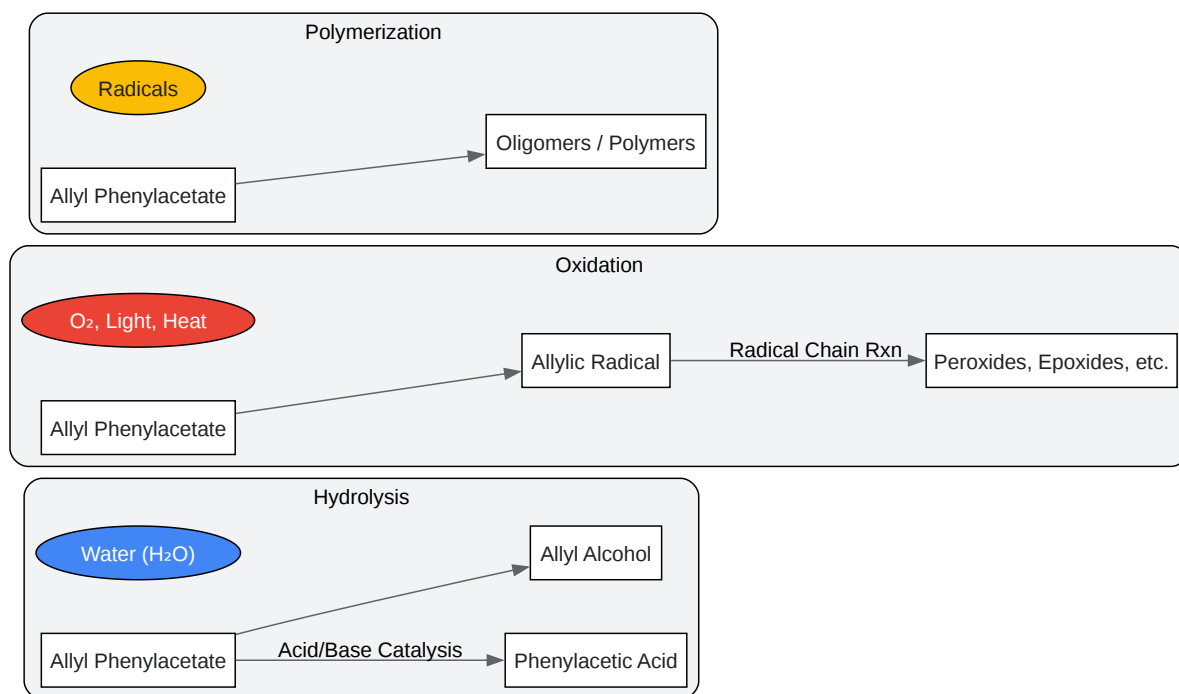 Polymerization
Radicals
Oligomers / Polymers
Allyl Phenylacetate
Oxidation
O₂, Light, Heat
Allylic Radical
Radical Chain Rxn
Peroxides, Epoxides, etc.
Allyl Phenylacetate
Hydrolysis
Water (H₂O)
Allyl Alcohol
Allyl Phenylacetate
Acid/Base Catalysis
Phenylacetic Acid